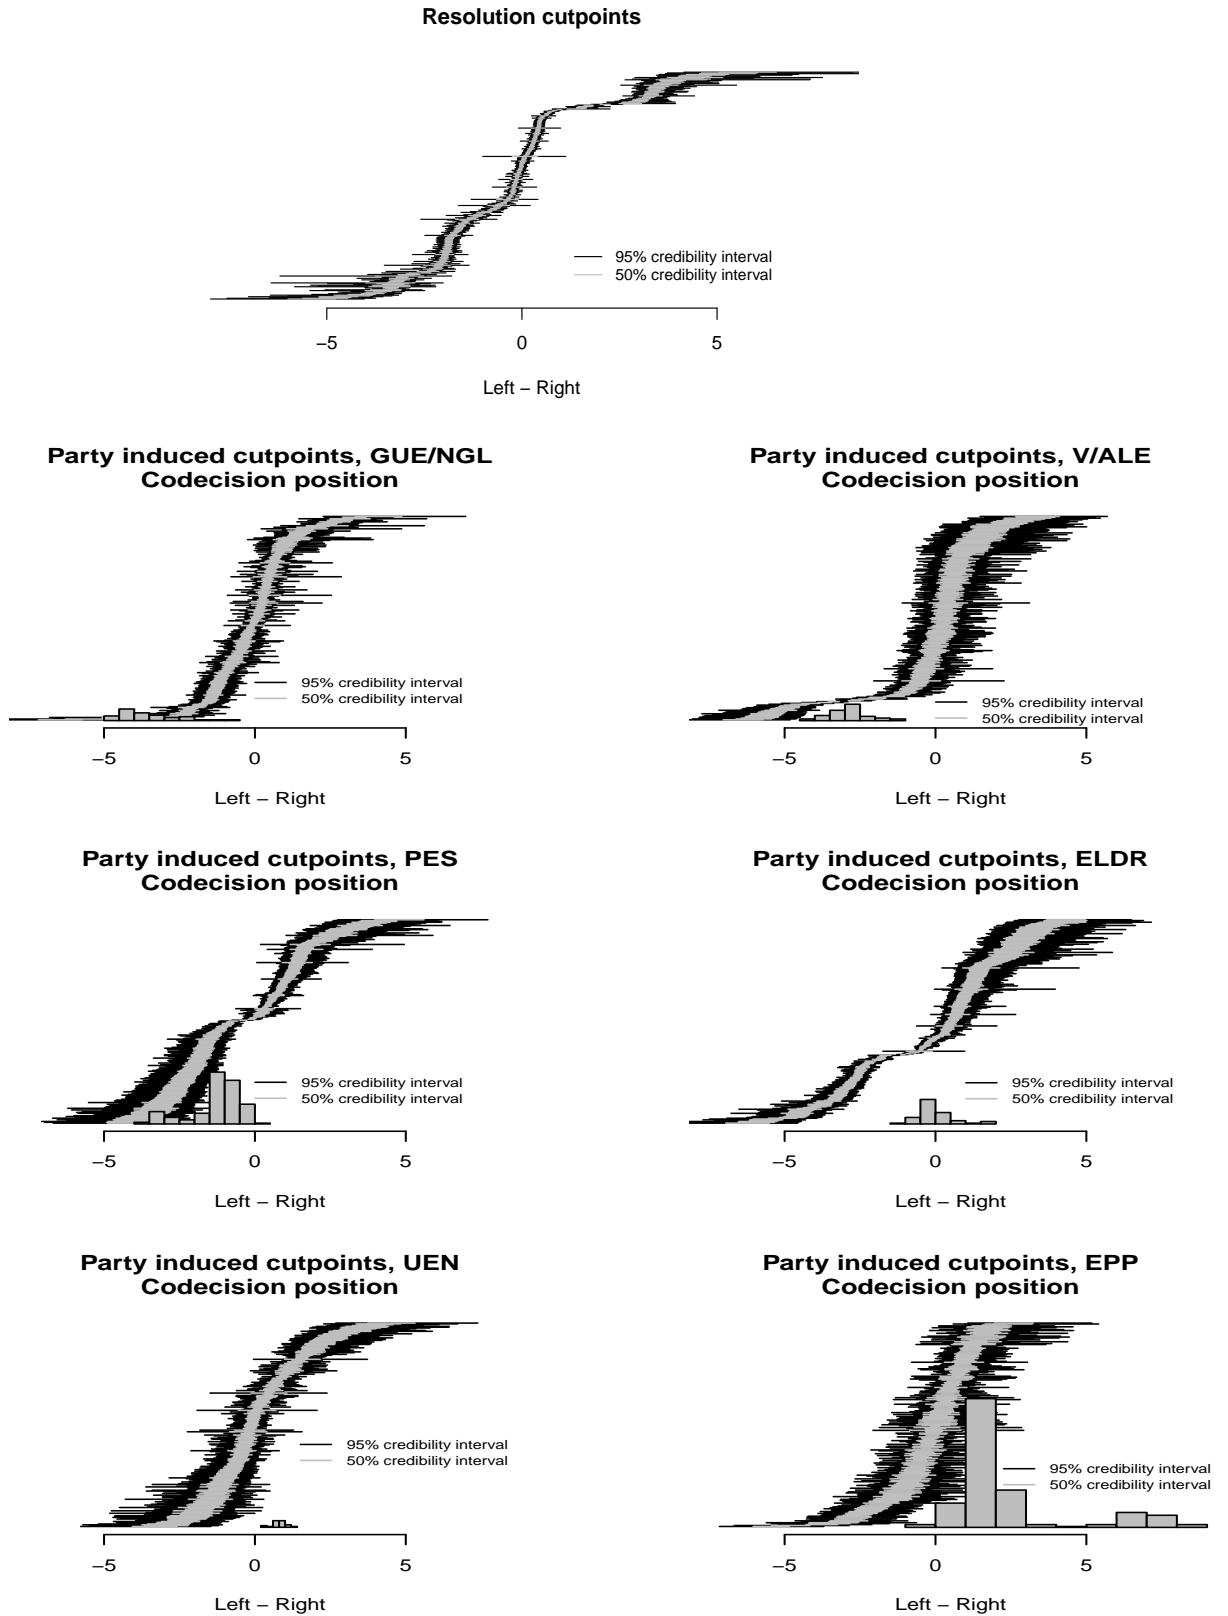 Resolution cutpoints
95% credibility interval
50% credibility interval
−5 0 5
Left − Right
Party induced cutpoints, GUE/NGL
Codecision position
95% credibility interval
50% credibility interval
−5 0 5
Left − Right
Party induced cutpoints, V/ALE
Codecision position
95% credibility interval
50% credibility interval
−5 0 5
Left − Right
Party induced cutpoints, PES
Codecision position
95% credibility interval
50% credibility interval
−5 0 5
Left − Right
Party induced cutpoints, ELDR
Codecision position
95% credibility interval
50% credibility interval
−5 0 5
Left − Right
Party induced cutpoints, UEN
Codecision position
95% credibility interval
50% credibility interval
−5 0 5
Left − Right
Party induced cutpoints, EPP
Codecision position
95% credibility interval
50% credibility interval
−5 0 5
Left − Right